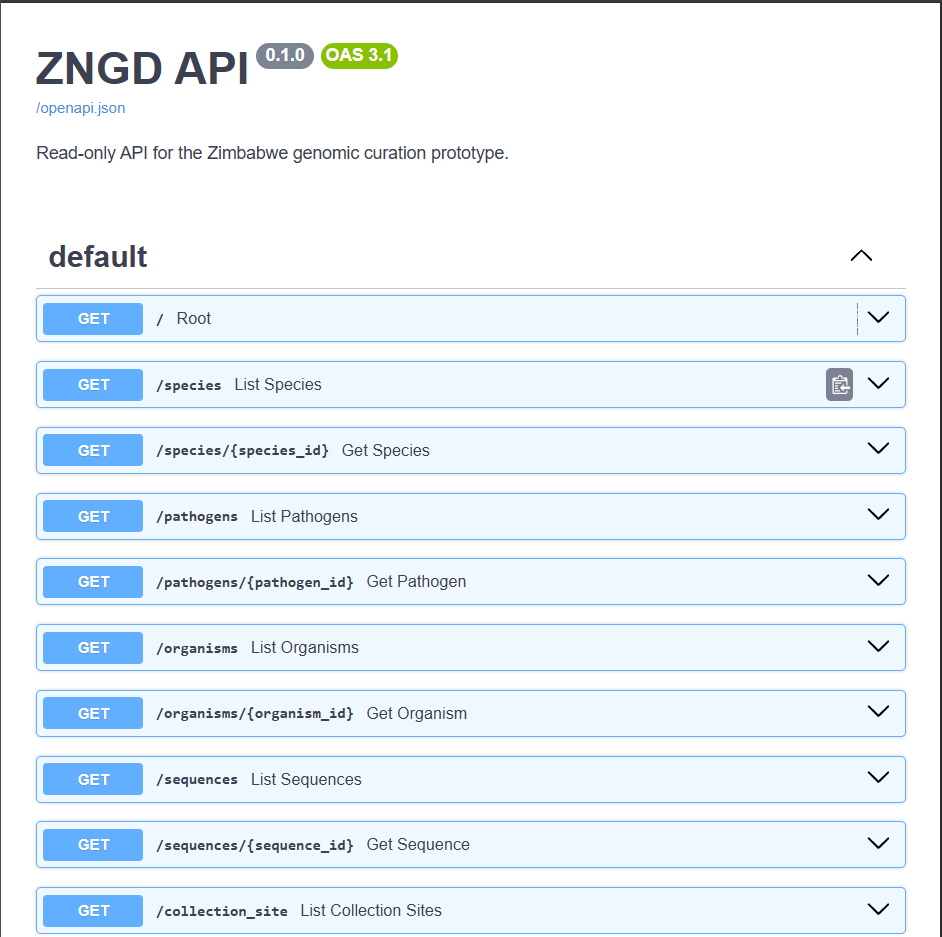 ZNGD API 0.1.0 OAS 3.1
/openapi.json
Read-only API for the Zimbabwe genomic curation prototype.
default
GET / Root
GET /species List Species
GET /species/{species_id} Get Species
GET /pathogens List Pathogens
GET /pathogens/{pathogen_id} Get Pathogen
GET /organisms List Organisms
GET /organisms/{organism_id} Get Organism
GET /sequences List Sequences
GET /sequences/{sequence_id} Get Sequence
GET /collection_site List Collection Sites